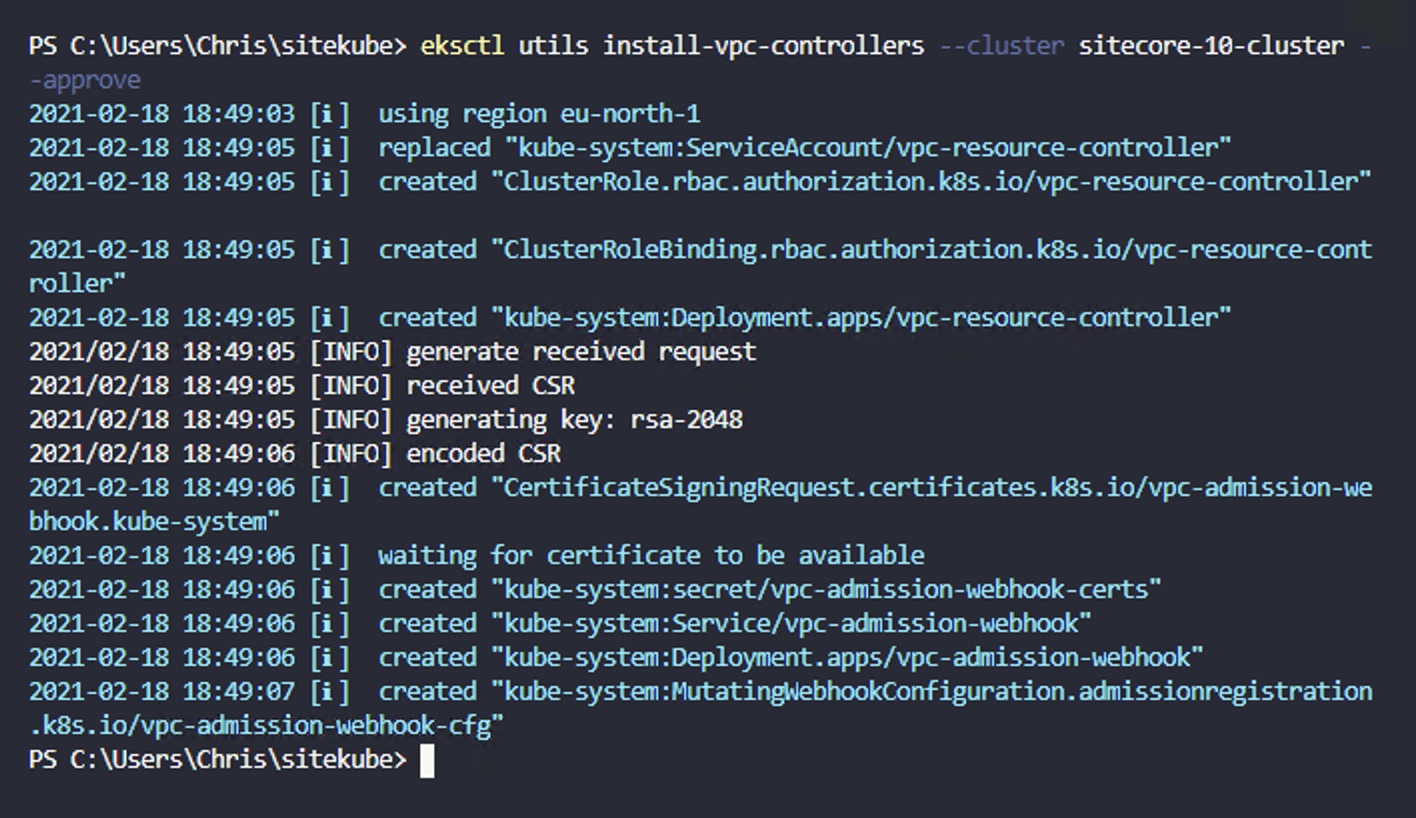 PS C:\Users\Chris\sitekube> eksctl utils install-vpc-controllers --cluster sitecore-10-cluster -
-approve
2021-02-18 18:49:03 [ℹ]  using region eu-north-1
2021-02-18 18:49:05 [ℹ]  replaced "kube-system:ServiceAccount/vpc-resource-controller"
2021-02-18 18:49:05 [ℹ]  created "ClusterRole.rbac.authorization.k8s.io/vpc-resource-controller"
2021-02-18 18:49:05 [ℹ]  created "ClusterRoleBinding.rbac.authorization.k8s.io/vpc-resource-cont
roller"
2021-02-18 18:49:05 [ℹ]  created "kube-system:Deployment.apps/vpc-resource-controller"
2021/02/18 18:49:05 [INFO] generate received request
2021/02/18 18:49:05 [INFO] received CSR
2021/02/18 18:49:05 [INFO] generating key: rsa-2048
2021/02/18 18:49:06 [INFO] encoded CSR
2021-02-18 18:49:06 [ℹ]  created "CertificateSigningRequest.certificates.k8s.io/vpc-admission-we
bhook.kube-system"
2021-02-18 18:49:06 [ℹ]  waiting for certificate to be available
2021-02-18 18:49:06 [ℹ]  created "kube-system:secret/vpc-admission-webhook-certs"
2021-02-18 18:49:06 [ℹ]  created "kube-system:Service/vpc-admission-webhook"
2021-02-18 18:49:06 [ℹ]  created "kube-system:Deployment.apps/vpc-admission-webhook"
2021-02-18 18:49:07 [ℹ]  created "kube-system:MutatingWebhookConfiguration.admissionregistration
.k8s.io/vpc-admission-webhook-cfg"
PS C:\Users\Chris\sitekube>